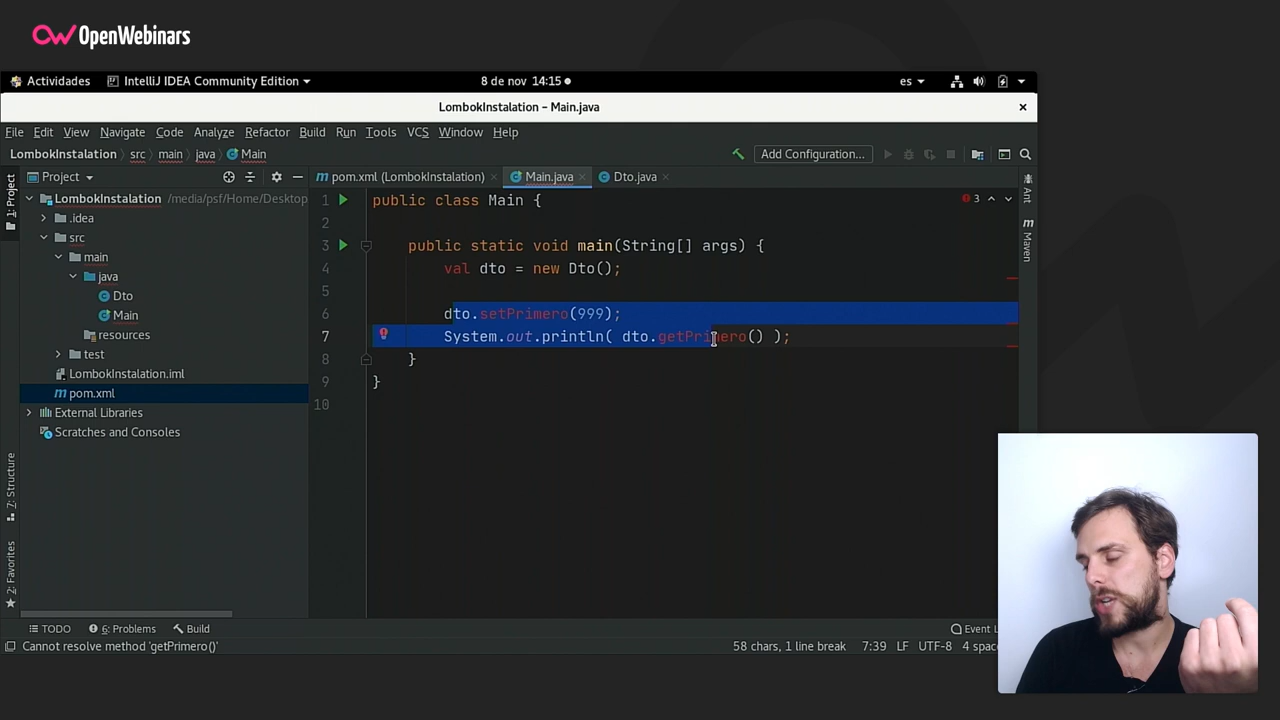 OpenWebinars
Actividades IntelliJ IDEA Community Edition 8 de nov 14:15 es
LombokInstalation – Main.java
File Edit View Navigate Code Analyze Refactor Build Run Tools VCS Window Help
LombokInstalation src main java Main Add Configuration...
Project pom.xml (LombokInstalation) Main.java Dto.java
1: Project
LombokInstalation /media/psf/Home/Desktop
.idea
src
main
java
Dto
Main
resources
test
LombokInstalation.iml
pom.xml
External Libraries
Scratches and Consoles
1 public class Main {
2
3 public static void main(String[] args) {
4 val dto = new Dto();
5
6 dto.setPrimero(999);
7 System.out.println( dto.getPrimero() );
8 }
9 }
10
3
Ant
Maven
7: Structure
2: Favorites
TODO 6: Problems Build Event L
Cannot resolve method 'getPrimero()' 58 chars, 1 line break 7:39 LF UTF-8 4 spac